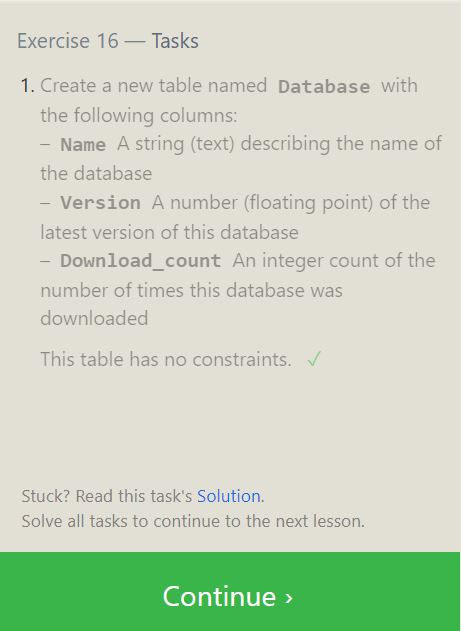 Exercise 16 — Tasks
1. Create a new table named Database with
the following columns:
– Name A string (text) describing the name of
the database
– Version A number (floating point) of the
latest version of this database
– Download_count An integer count of the
number of times this database was
downloaded
This table has no constraints. ✓
Stuck? Read this task's Solution.
Solve all tasks to continue to the next lesson.
Continue ›